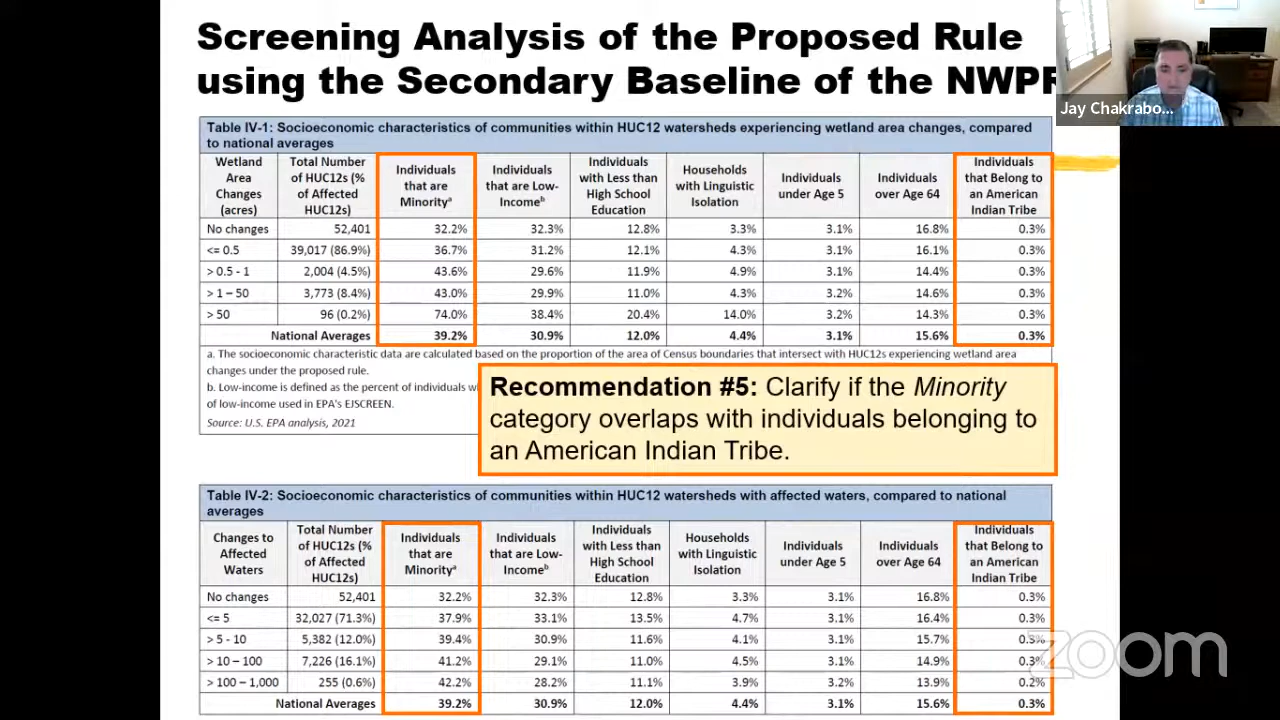 Screening Analysis of the Proposed Rule
using the Secondary Baseline of the NWPR
Jay Chakrabo...
Table IV-1: Socioeconomic characteristics of communities within HUC12 watersheds experiencing wetland area changes, compared
to national averages
Wetland Area Changes (acres) Total Number of HUC12s (% of Affected HUC12s) Individuals that are Minorityᵃ Individuals that are Low-Incomeᵇ Individuals with Less than High School Education Households with Linguistic Isolation Individuals under Age 5 Individuals over Age 64 Individuals that Belong to an American Indian Tribe
No changes 52,401 32.2% 32.3% 12.8% 3.3% 3.1% 16.8% 0.3%
<= 0.5 39,017 (86.9%) 36.7% 31.2% 12.1% 4.3% 3.1% 16.1% 0.3%
> 0.5 - 1 2,004 (4.5%) 43.6% 29.6% 11.9% 4.9% 3.1% 14.4% 0.3%
> 1 – 50 3,773 (8.4%) 43.0% 29.9% 11.0% 4.3% 3.2% 14.6% 0.3%
> 50 96 (0.2%) 74.0% 38.4% 20.4% 14.0% 3.2% 14.3% 0.3%
National Averages 39.2% 30.9% 12.0% 4.4% 3.1% 15.6% 0.3%
a. The socioeconomic characteristic data are calculated based on the proportion of the area of Census boundaries that intersect with HUC12s experiencing wetland area
changes under the proposed rule.
b. Low-income is defined as the percent of individuals
of low-income used in EPA's EJSCREEN.
Source: U.S. EPA analysis, 2021
Recommendation #5: Clarify if the Minority
category overlaps with individuals belonging to
an American Indian Tribe.
Table IV-2: Socioeconomic characteristics of communities within HUC12 watersheds with affected waters, compared to national
averages
Changes to Affected Waters Total Number of HUC12s (% of Affected HUC12s) Individuals that are Minorityᵃ Individuals that are Low-Incomeᵇ Individuals with Less than High School Education Households with Linguistic Isolation Individuals under Age 5 Individuals over Age 64 Individuals that Belong to an American Indian Tribe
No changes 52,401 32.2% 32.3% 12.8% 3.3% 3.1% 16.8% 0.3%
<= 5 32,027 (71.3%) 37.9% 33.1% 13.5% 4.7% 3.1% 16.4% 0.3%
> 5 - 10 5,382 (12.0%) 39.4% 30.9% 11.6% 4.1% 3.1% 15.7% 0.3%
> 10 – 100 7,226 (16.1%) 41.2% 29.1% 11.0% 4.5% 3.1% 14.9% 0.3%
> 100 – 1,000 255 (0.6%) 42.2% 28.2% 11.1% 3.9% 3.2% 13.9% 0.2%
National Averages 39.2% 30.9% 12.0% 4.4% 3.1% 15.6% 0.3%
zoom